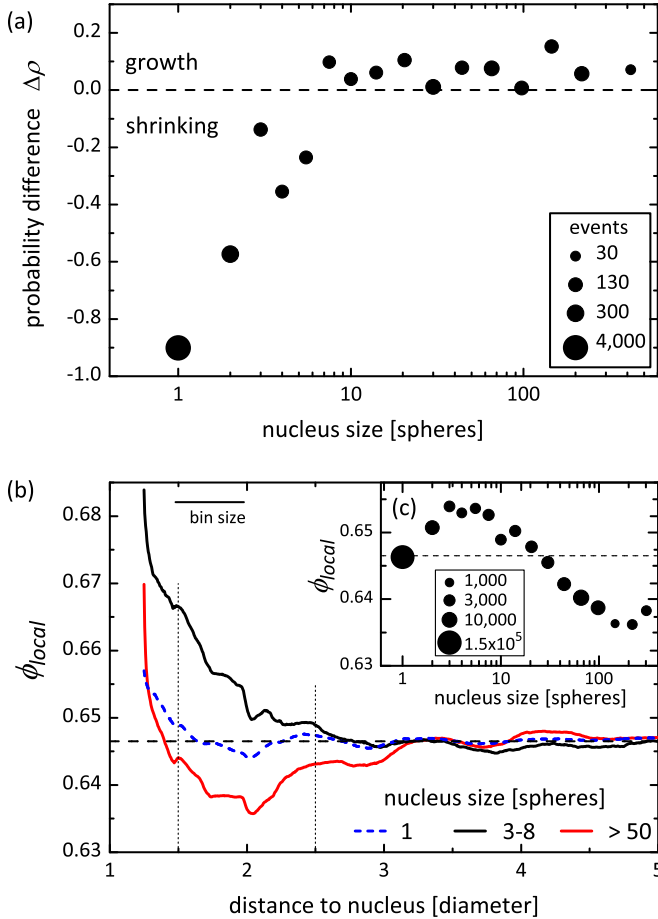 (a)
probability difference Δρ
0.2
0.0
-0.2
-0.4
-0.6
-0.8
-1.0
growth
shrinking
events
30
130
300
4,000
1 10 100
nucleus size [spheres]
(b)
ϕlocal
0.68
0.67
0.66
0.65
0.64
0.63
bin size
(c)
ϕlocal
0.65
0.64
0.63
1,000
3,000
10,000
1.5x10⁵
1 10 100
nucleus size [spheres]
nucleus size [spheres]
1 3-8 > 50
1 2 3 4 5
distance to nucleus [diameter]